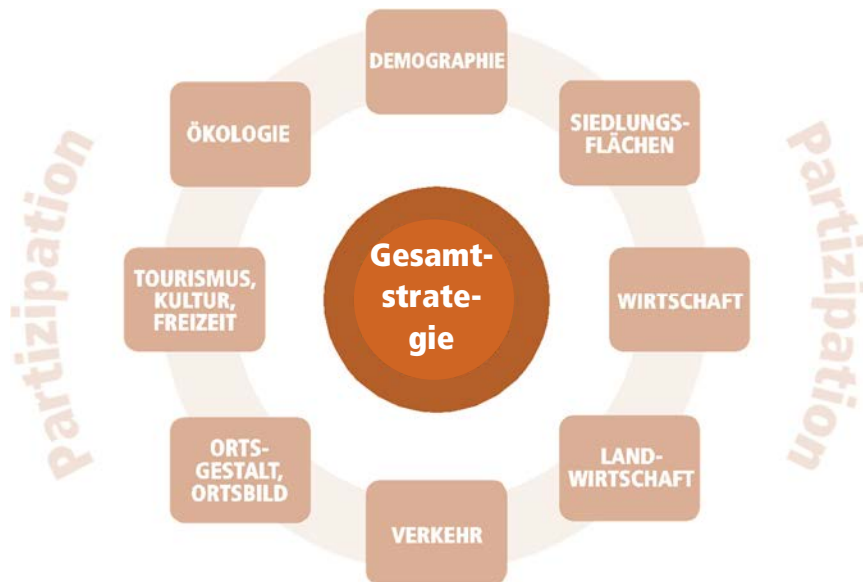 DEMOGRAPHIE
ÖKOLOGIE
SIEDLUNGS-
FLÄCHEN
Partizipation
Partizipation
TOURISMUS,
KULTUR,
FREIZEIT
Gesamt-
strate-
gie
WIRTSCHAFT
ORTS-
GESTALT,
ORTSBILD
LAND-
WIRTSCHAFT
VERKEHR